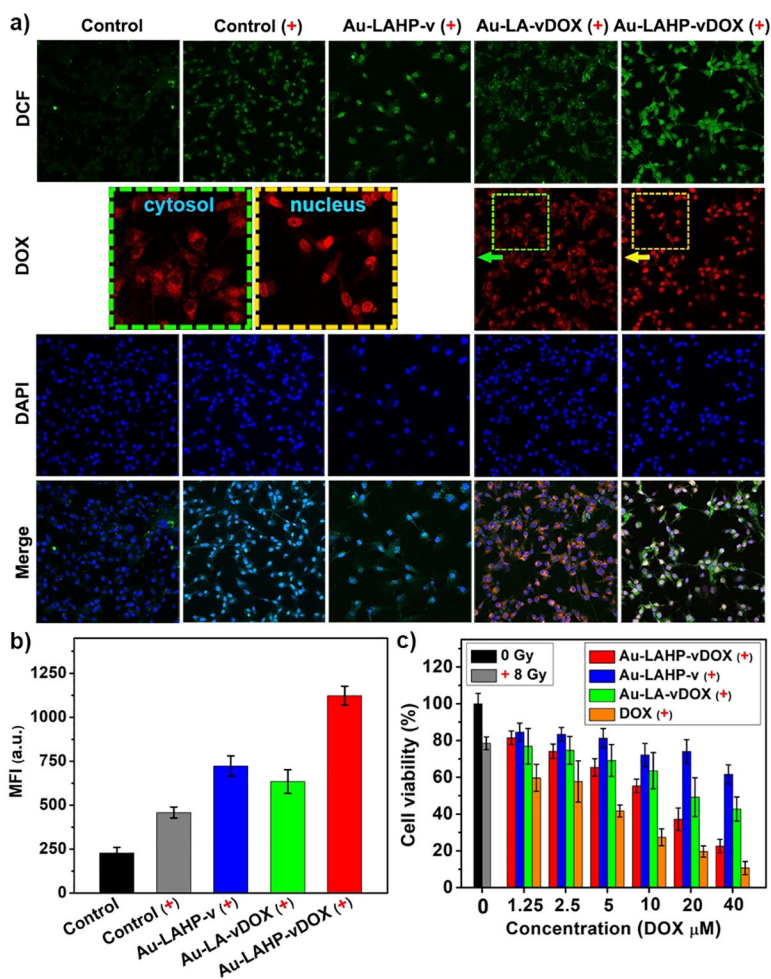 a)
Control
Control (+)
Au-LAHP-v (+)
Au-LA-vDOX (+)
Au-LAHP-vDOX (+)
DCF
DOX
cytosol
nucleus
DAPI
Merge
b)
MFI (a.u.)
1250
1000
750
500
250
0
Control
Control (+)
Au-LAHP-v (+)
Au-LA-vDOX (+)
Au-LAHP-vDOX (+)
c)
Cell viability (%)
120
100
80
60
40
20
0
0 Gy
+ 8 Gy
Au-LAHP-vDOX (+)
Au-LAHP-v (+)
Au-LA-vDOX (+)
DOX (+)
0 1.25 2.5 5 10 20 40
Concentration (DOX μM)